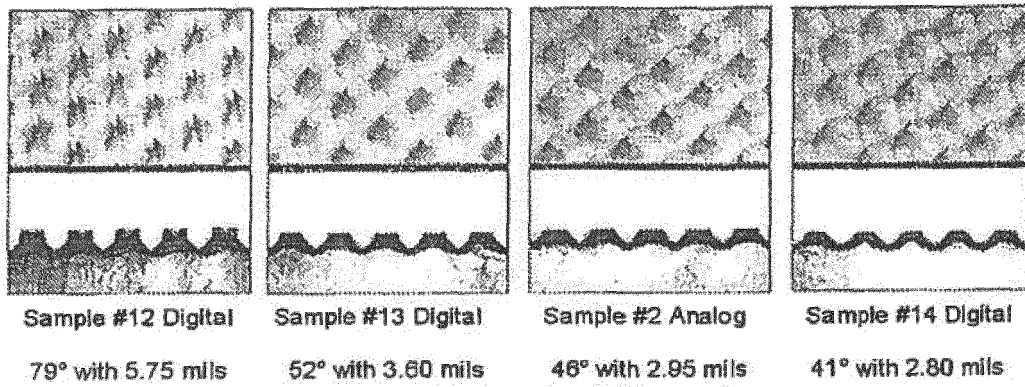 Sample #12 Digital
79° with 5.75 mils
Sample #13 Digital
52° with 3.60 mils
Sample #2 Analog
46° with 2.95 mils
Sample #14 Digital
41° with 2.80 mils